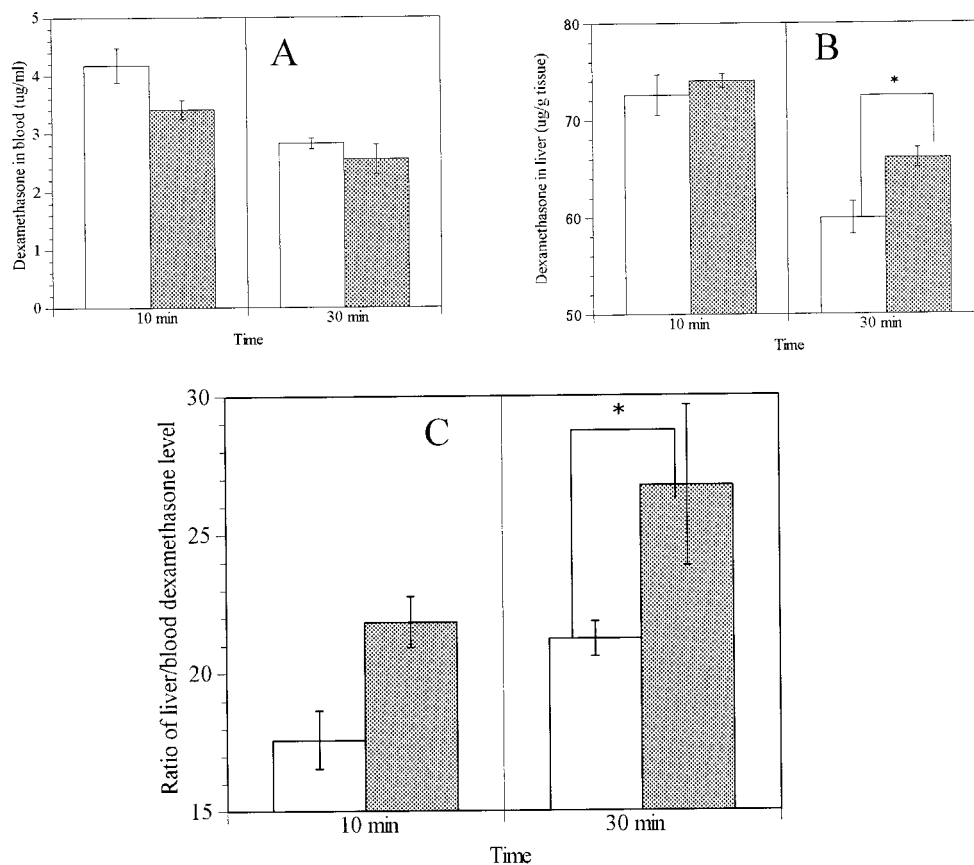 A
Dexamethasone in blood (ug/ml)
5
4
3
2
1
0
10 min
30 min
Time
B
*
Dexamethasone in liver (ug/g tissue)
80
70
60
50
10 min
30 min
Time
C
*
Ratio of liver/blood dexamethasone level
30
25
20
15
10 min
30 min
Time